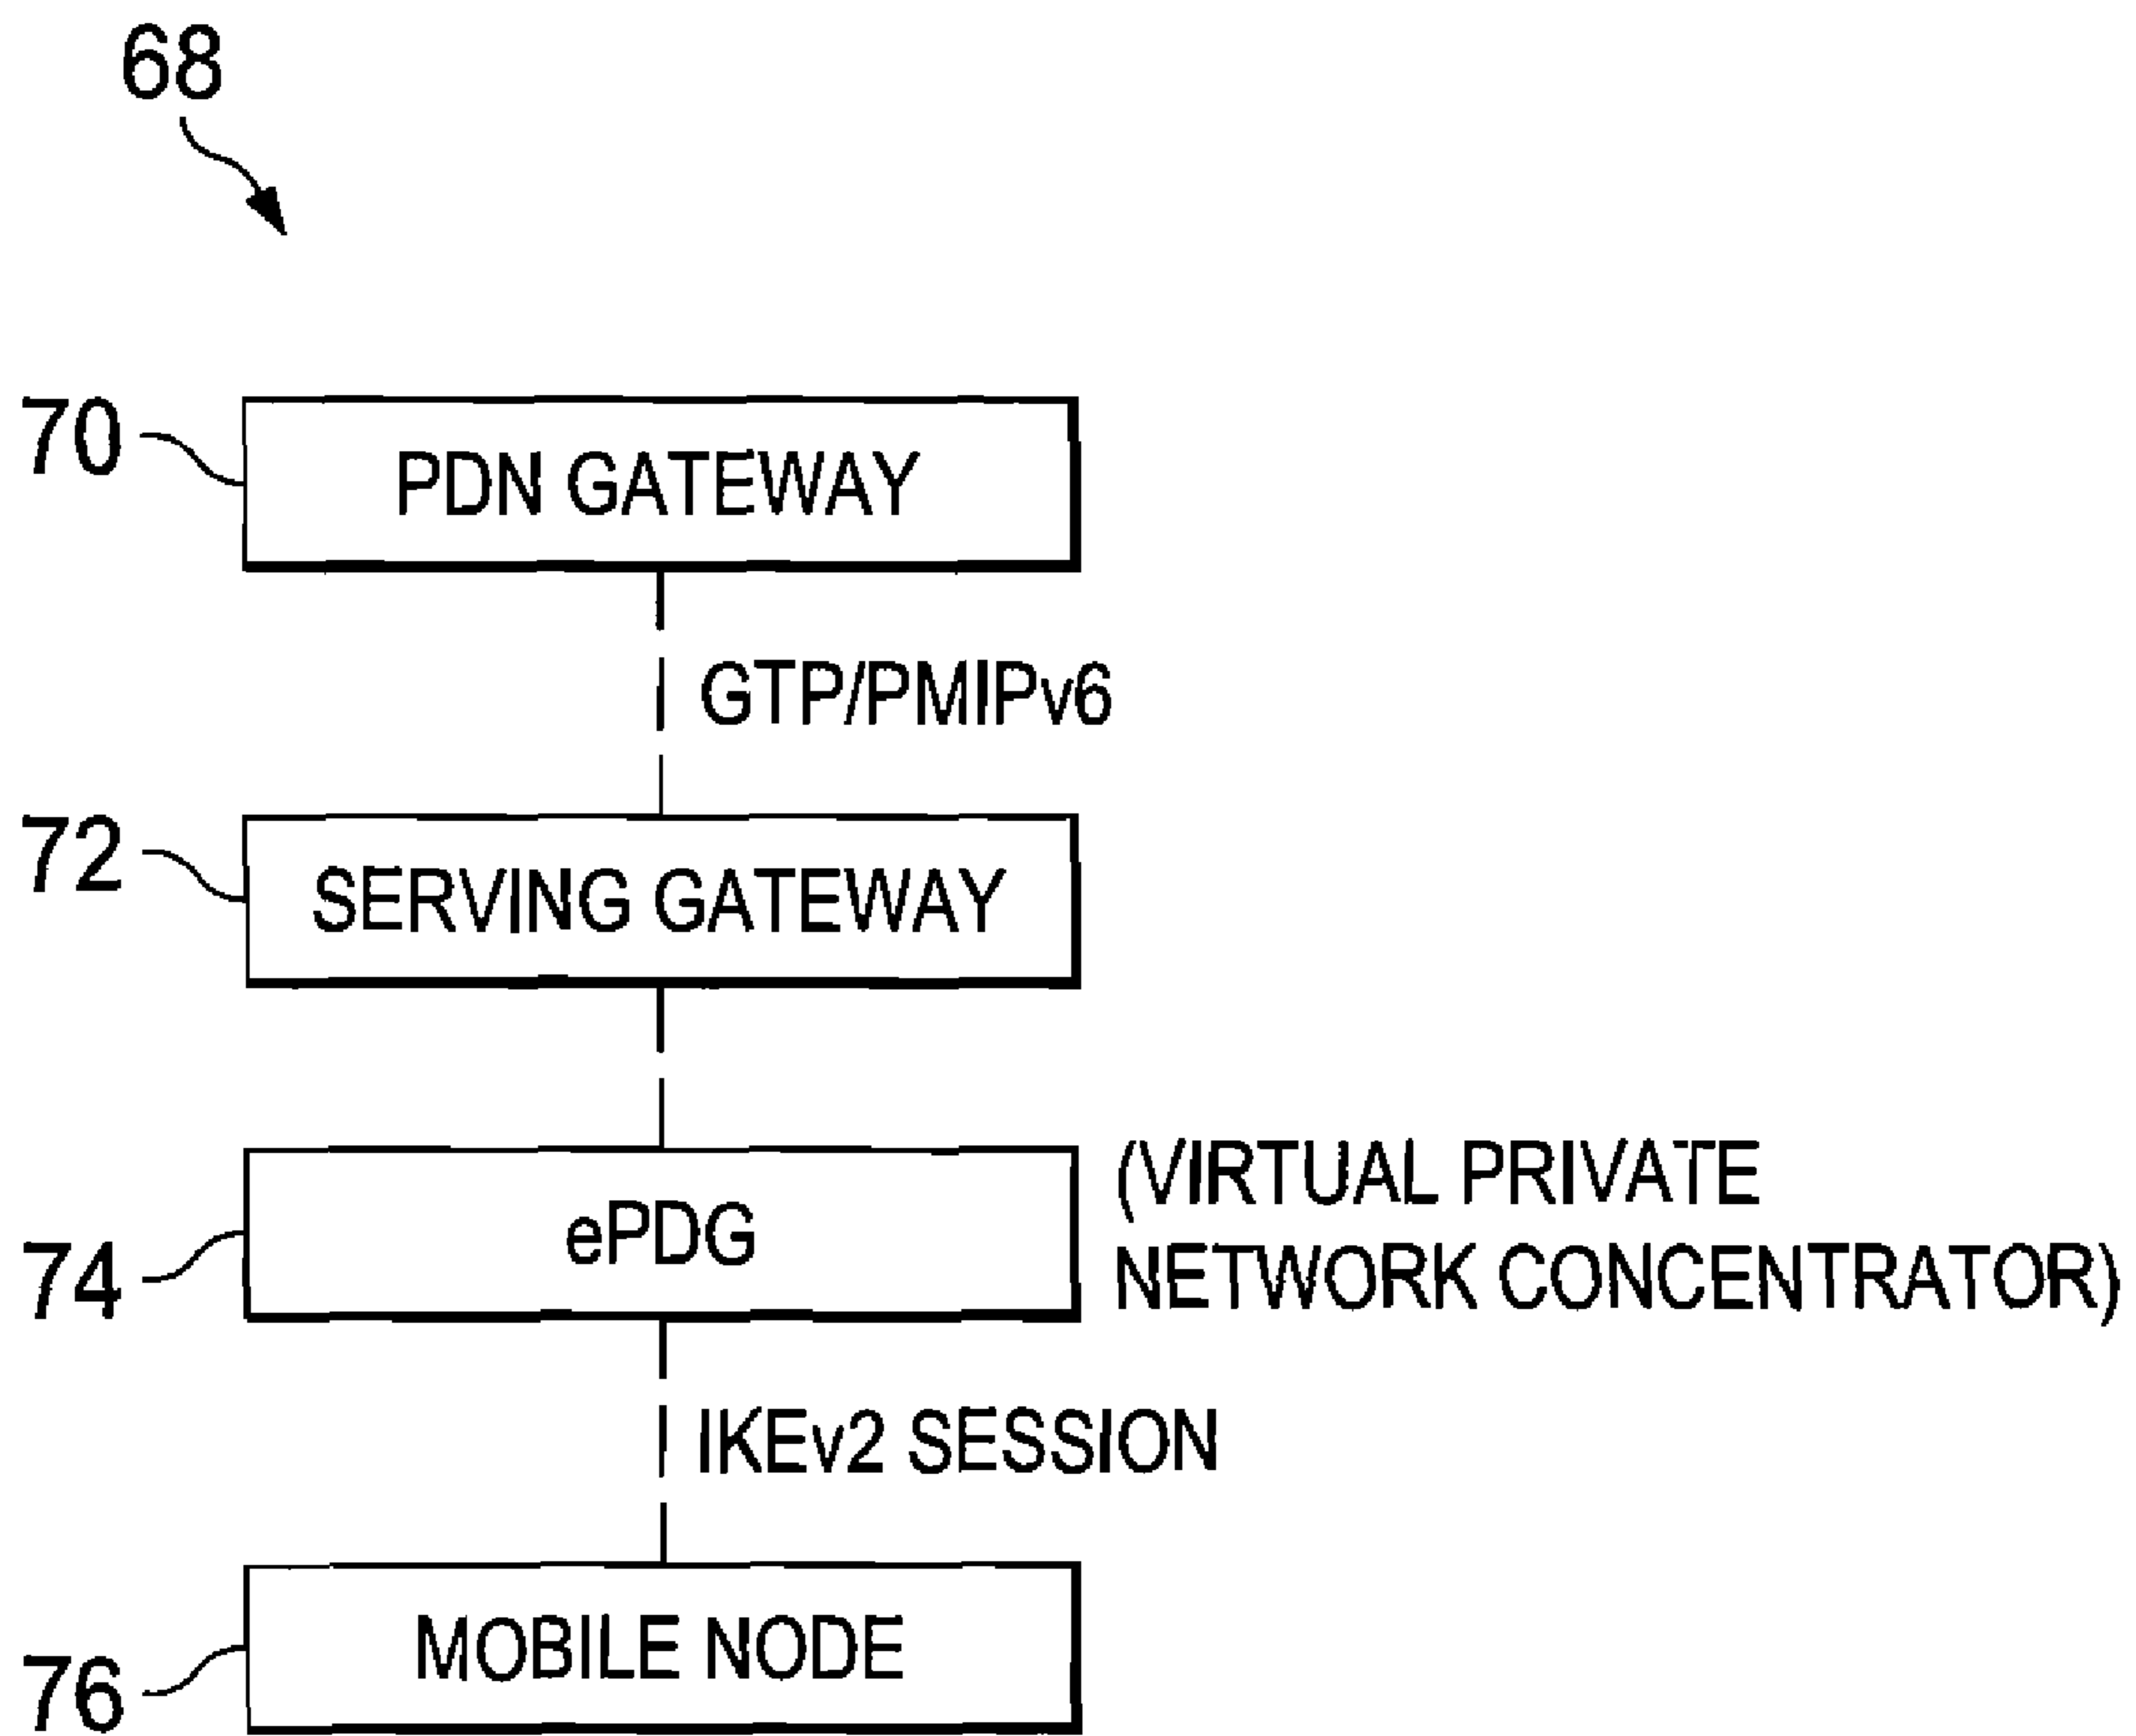 68
70
PDN GATEWAY
GTP/PMIPv6
72
SERVING GATEWAY
74
ePDG
(VIRTUAL PRIVATE
NETWORK CONCENTRATOR)
IKEv2 SESSION
76
MOBILE NODE